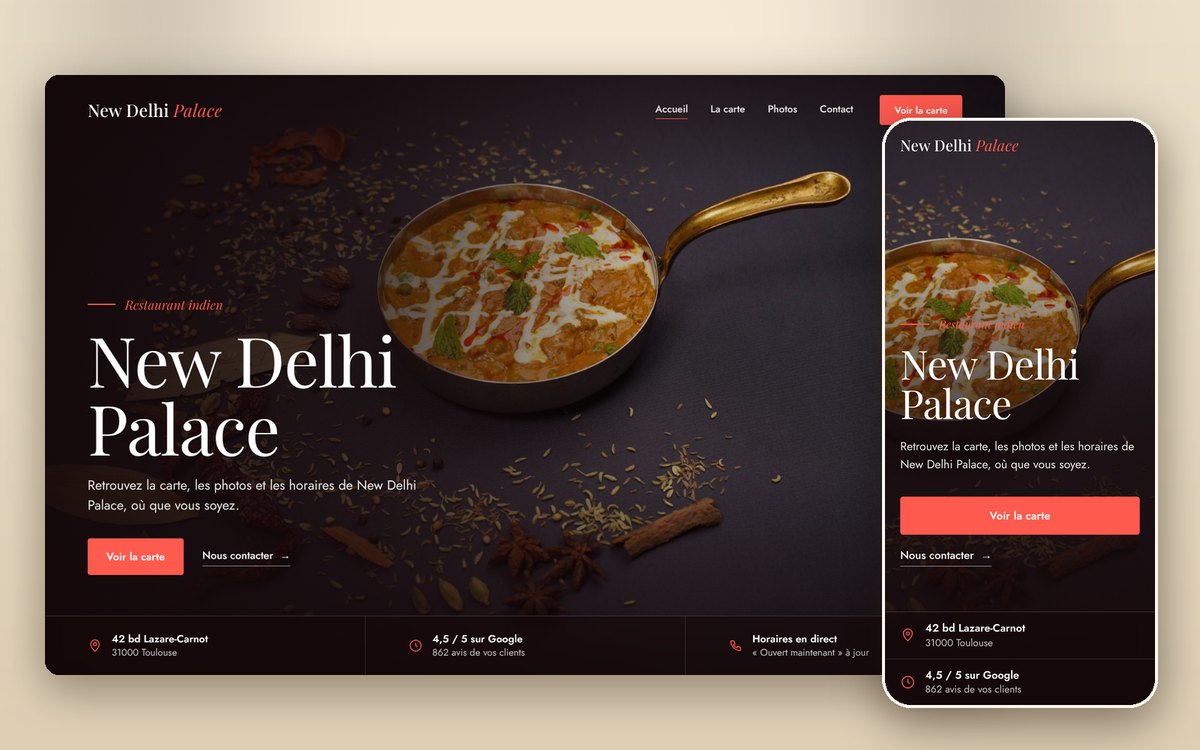 New Delhi Palace
Accueil
La carte
Photos
Contact
Voir la carte
Restaurant indien
New Delhi
Palace
Retrouvez la carte, les photos et les horaires de New Delhi
Palace, où que vous soyez.
Voir la carte
Nous contacter →
42 bd Lazare-Carnot
31000 Toulouse
4,5 / 5 sur Google
862 avis de vos clients
Horaires en direct
« Ouvert maintenant » à jour
New Delhi Palace
Restaurant indien
New Delhi
Palace
Retrouvez la carte, les photos et les horaires de
New Delhi Palace, où que vous soyez.
Voir la carte
Nous contacter →
42 bd Lazare-Carnot
31000 Toulouse
4,5 / 5 sur Google
862 avis de vos clients